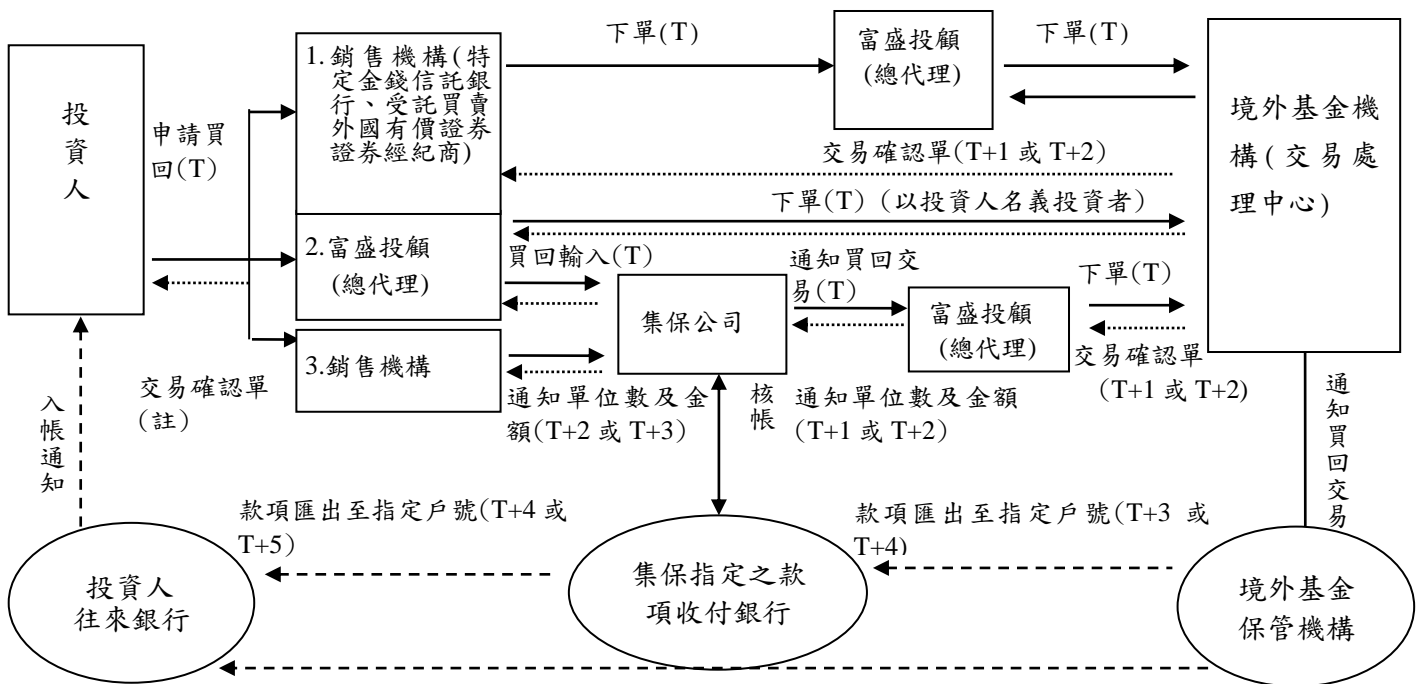 投
資
人
申請買
回(T)
1.銷售機構(特
定金錢信託銀
行、受託買賣
外國有價證券
證券經紀商)
下單(T)
富盛投顧
(總代理)
下單(T)
境外基金機
構(交易處
理中心)
交易確認單(T+1 或 T+2)
下單(T)（以投資人名義投資者）
2.富盛投顧
(總代理)
買回輸入(T)
集保公司
通知買回交
易(T)
富盛投顧
(總代理)
下單(T)
交易確認單
(T+1 或 T+2)
3.銷售機構
交易確認單
(註)
通知單位數及金
額(T+2 或 T+3)
核
帳
通知單位數及金額
(T+1 或 T+2)
入
帳
通
知
通
知
買
回
交
易
款項匯出至指定戶號(T+4 或
T+5)
款項匯出至指定戶號(T+3 或
T+4)
投資人
往來銀行
集保指定之款
項收付銀行
境外基金
保管機構